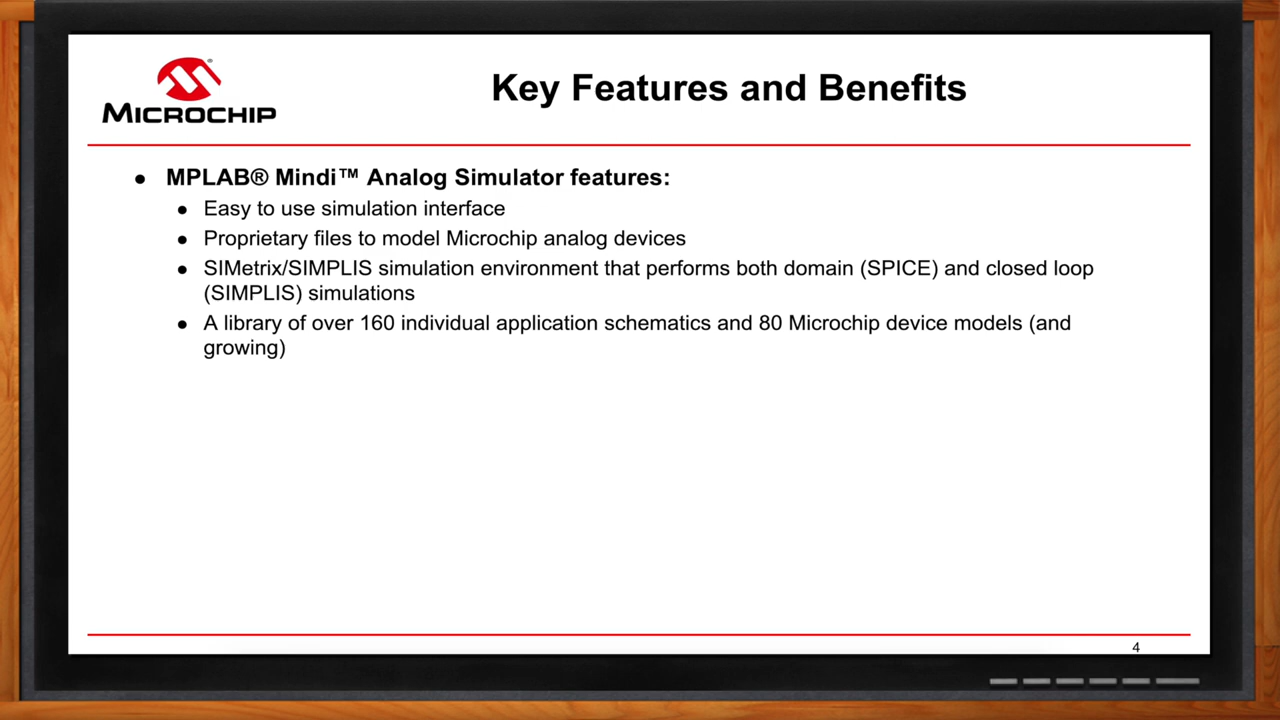 MICROCHIP
Key Features and Benefits
● MPLAB® Mindi™ Analog Simulator features:
● Easy to use simulation interface
● Proprietary files to model Microchip analog devices
● SIMetrix/SIMPLIS simulation environment that performs both domain (SPICE) and closed loop
(SIMPLIS) simulations
● A library of over 160 individual application schematics and 80 Microchip device models (and
growing)
4